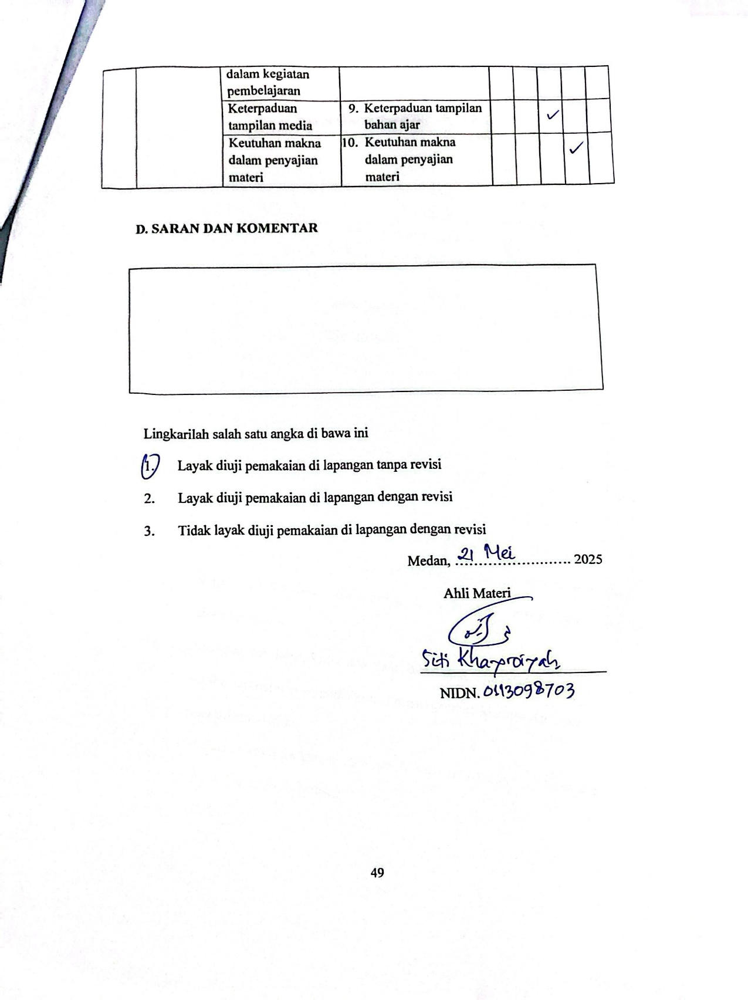 dalam kegiatan
pembelajaran
Keterpaduan
tampilan media
9. Keterpaduan tampilan
bahan ajar
Keutuhan makna
dalam penyajian
materi
10. Keutuhan makna
dalam penyajian
materi
D. SARAN DAN KOMENTAR
Lingkarilah salah satu angka di bawa ini
1. Layak diuji pemakaian di lapangan tanpa revisi
2. Layak diuji pemakaian di lapangan dengan revisi
3. Tidak layak diuji pemakaian di lapangan dengan revisi
Medan, 21 Mei 2025
Ahli Materi
Siti
NIDN. 0113098703
49